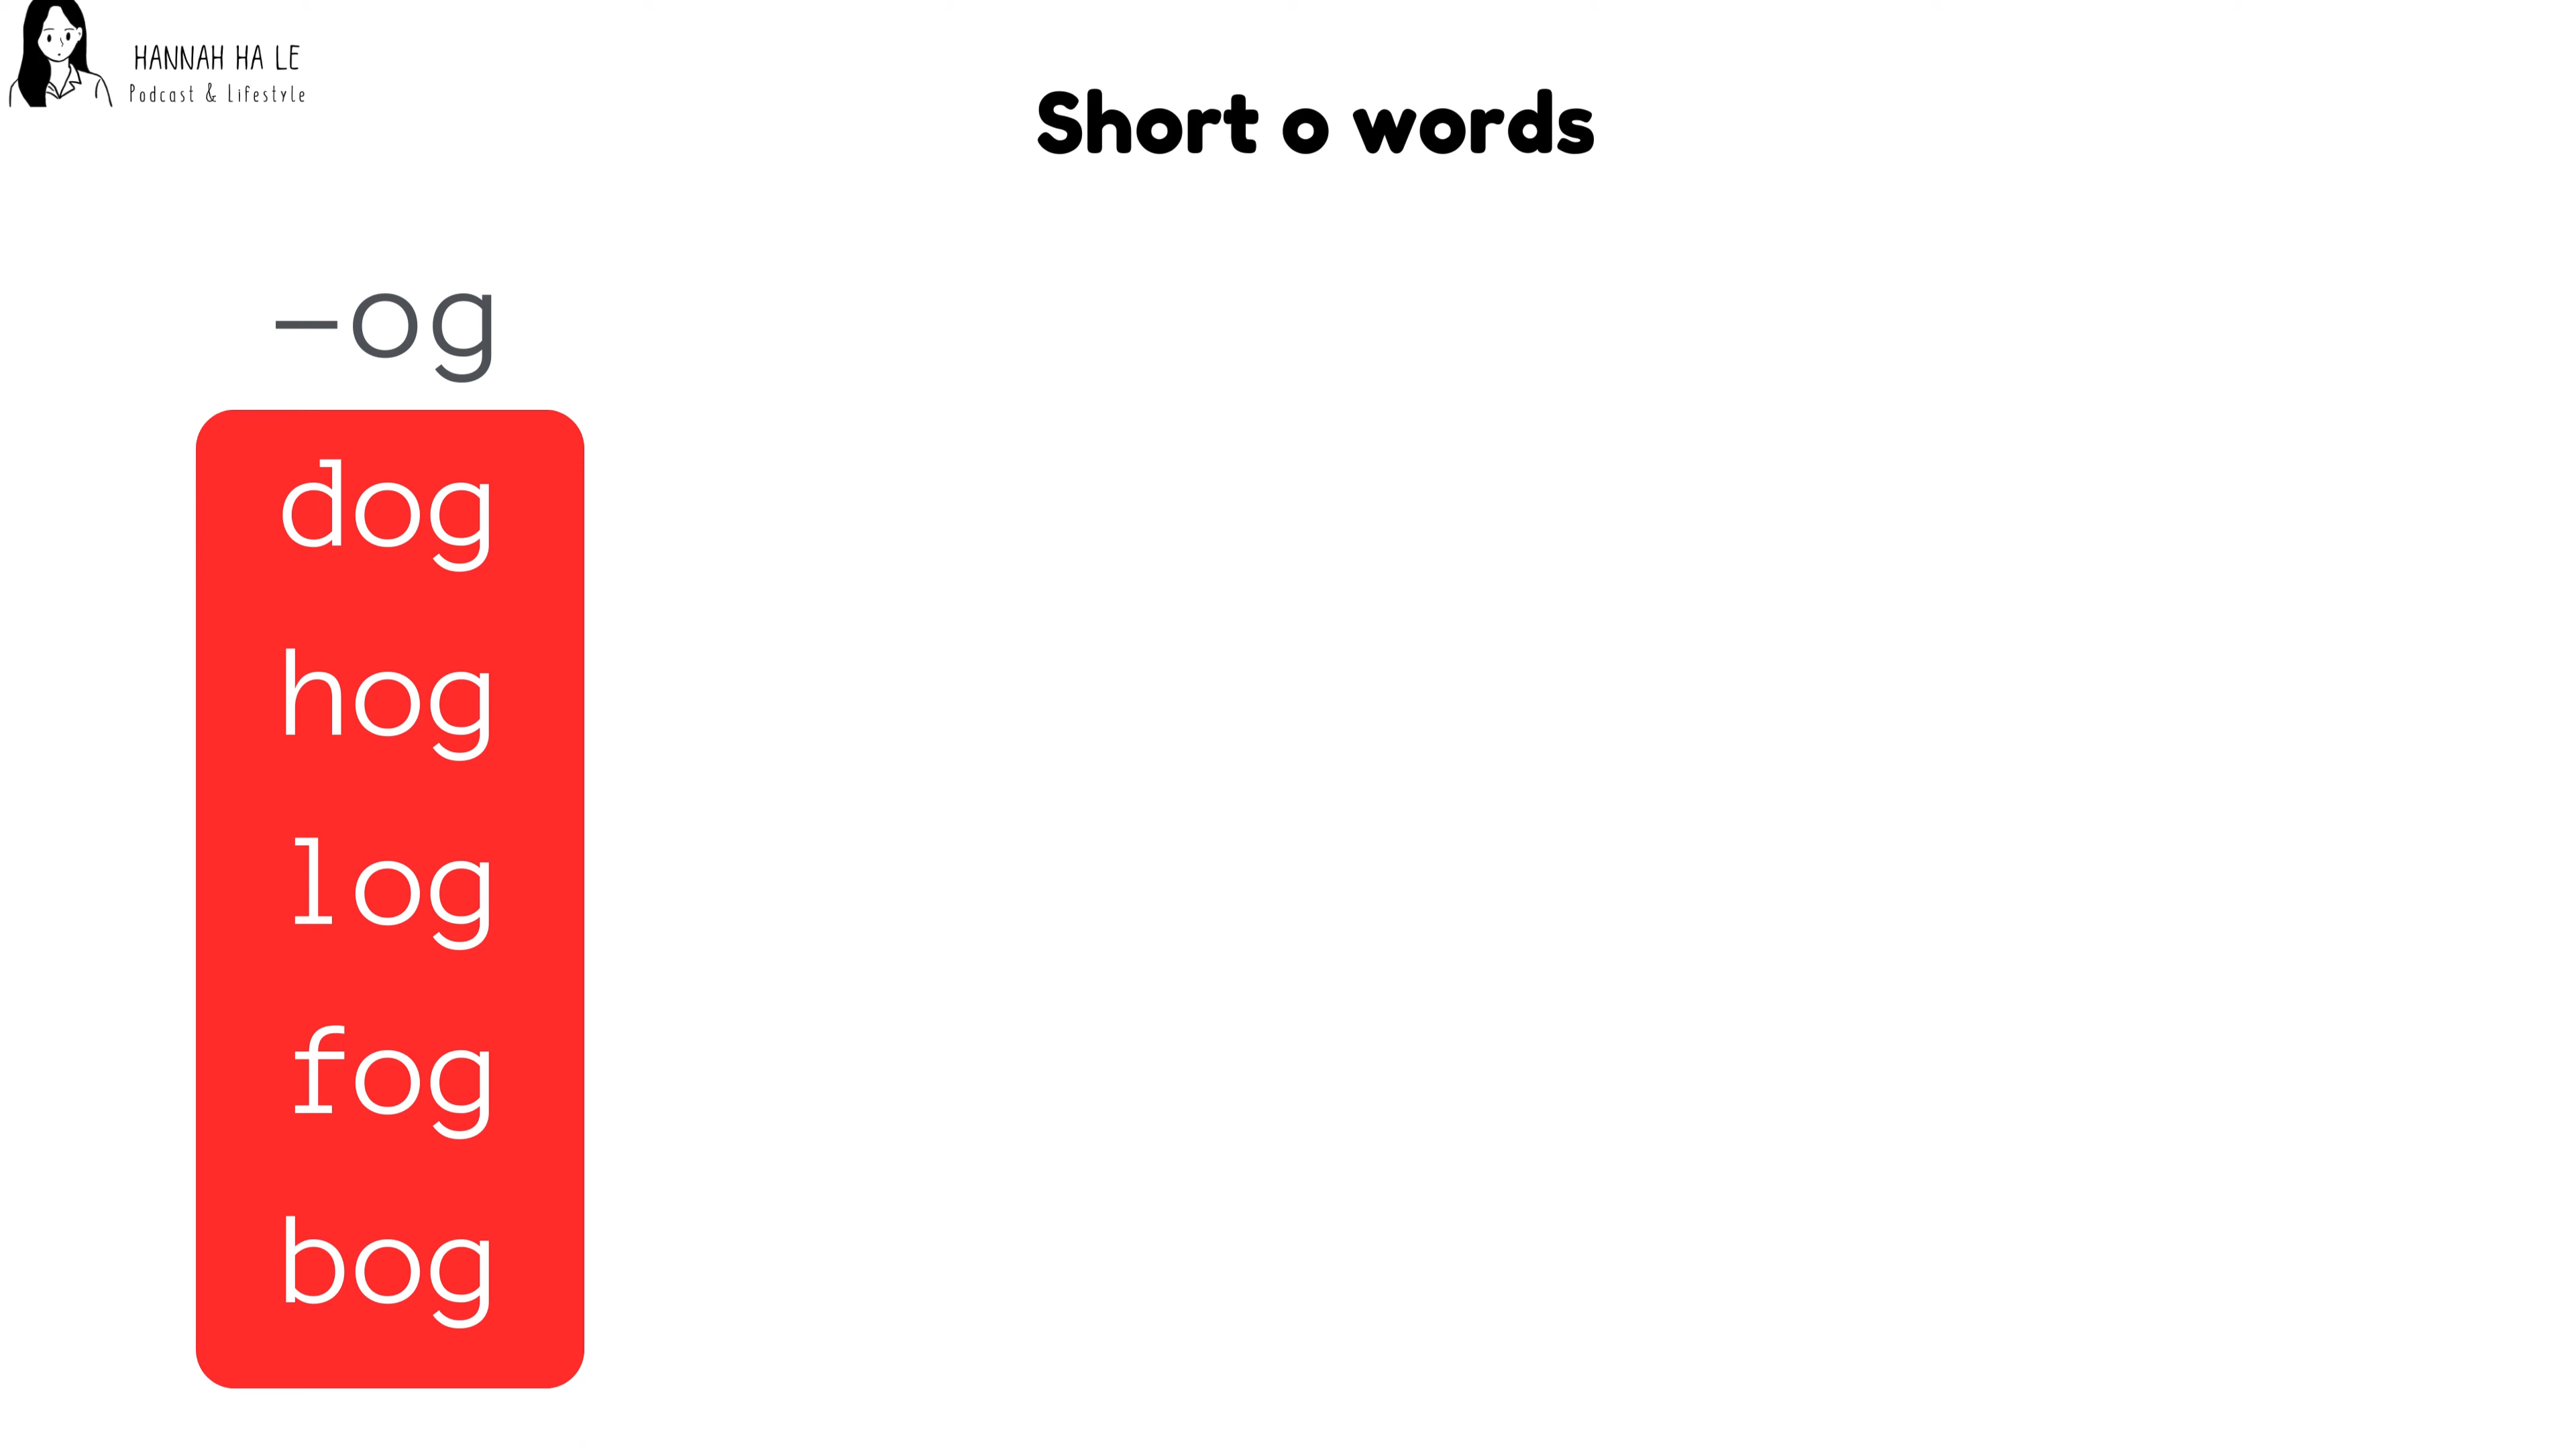 HANNAH HA LE
Podcast & Lifestyle
Short o words
–og
dog
hog
log
fog
bog